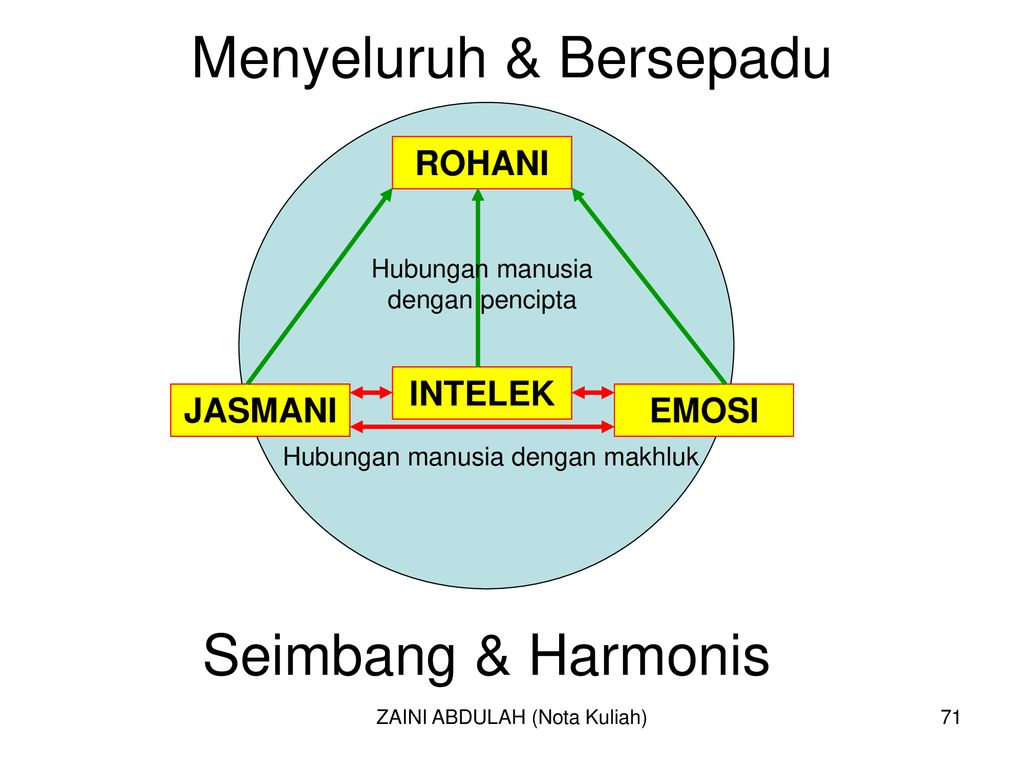 Menyeluruh & Bersepadu
ROHANI
Hubungan manusia
dengan pencipta
JASMANI
INTELEK
EMOSI
Hubungan manusia dengan makhluk
Seimbang & Harmonis
ZAINI ABDULAH (Nota Kuliah)
71